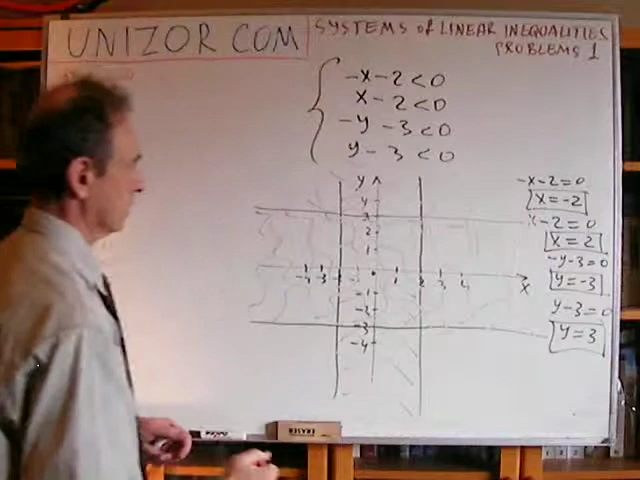 UNIZOR.COM
SYSTEMS of LINEAR INEQUALITIES
PROBLEMS 1
-x-2<0
x-2<0
-y-3<0
y-3<0
y
4
3
2
1
-4 -3 1 2 3 4
x
-1
-2
-3
-4
-x-2=0
x=-2
x-2=0
x=2
-y-3=0
y=-3
y-3=0
y=3
ERASER